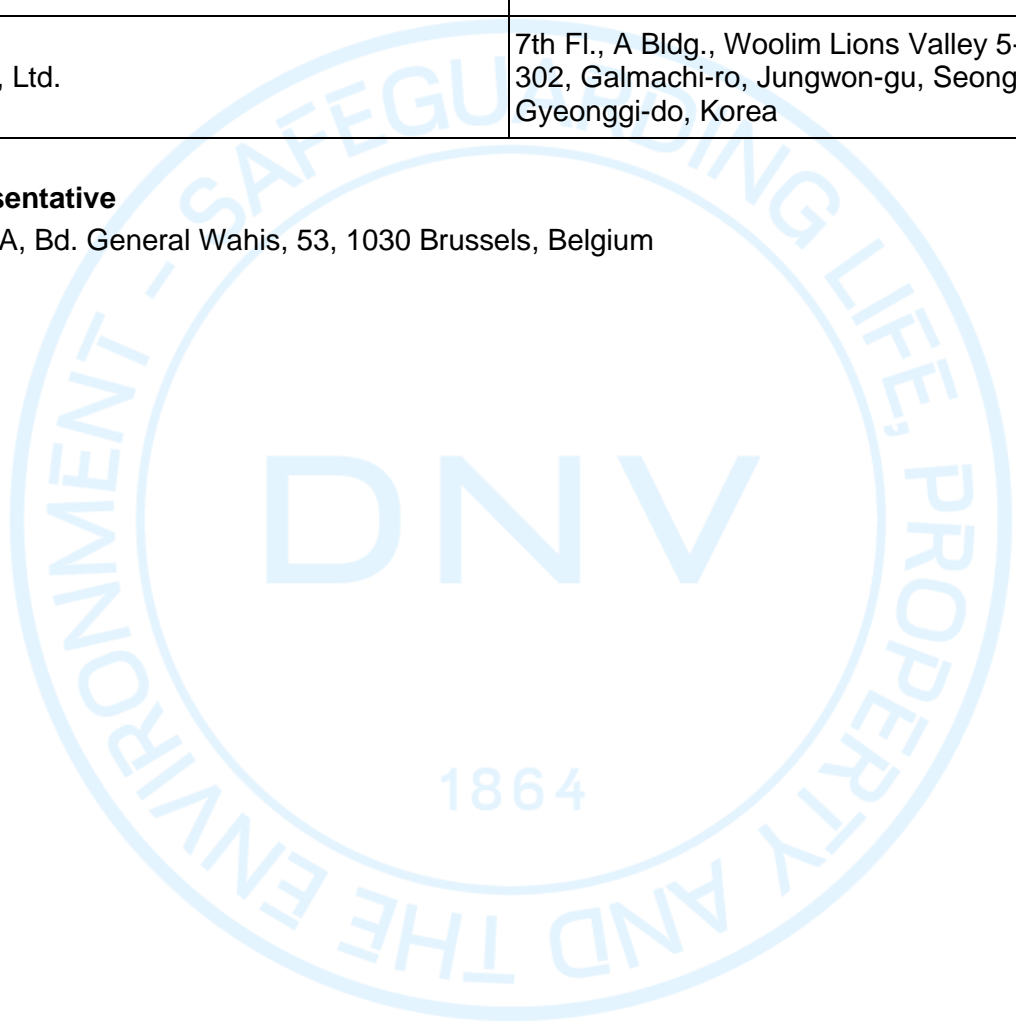 , Ltd.
7th Fl., A Bldg., Woolim Lions Valley 5-
302, Galmachi-ro, Jungwon-gu, Seong
Gyeonggi-do, Korea
sentative
A, Bd. General Wahis, 53, 1030 Brussels, Belgium
SAFEGUARDING LIFE, PROPERTY AND THE ENVIRONMENT -
DNV
1864